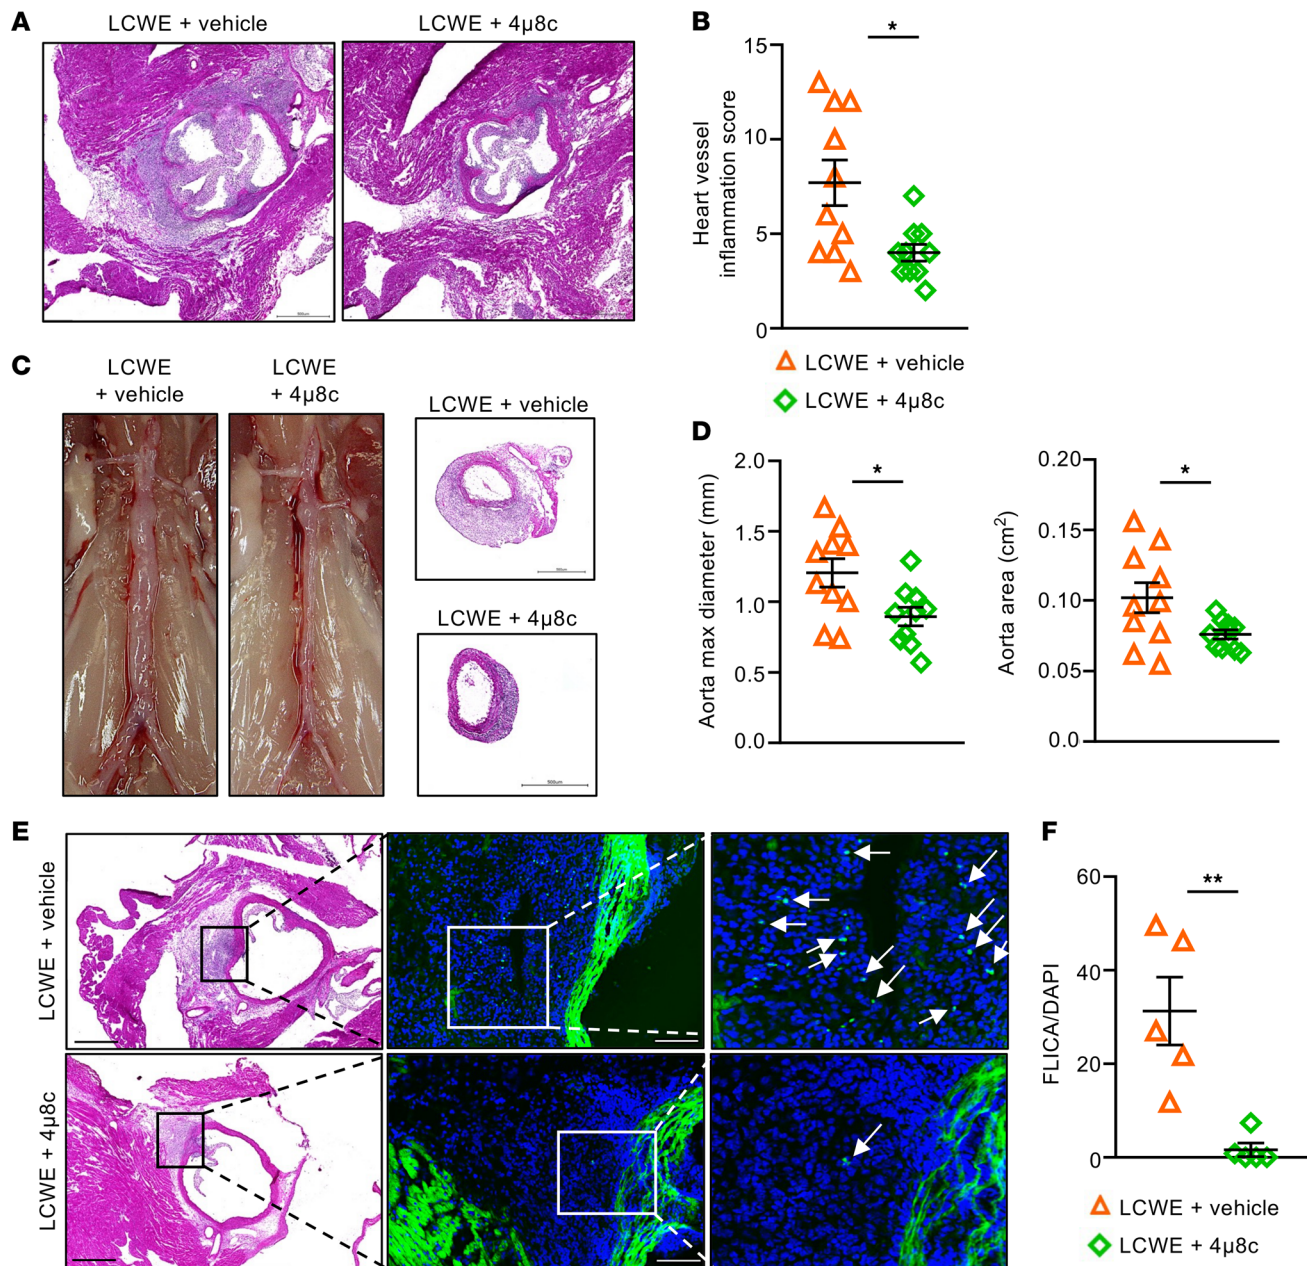 A
LCWE + vehicle
LCWE + 4µ8c
B
*
Heart vessel
inflammation score
15
10
5
0
LCWE + vehicle
LCWE + 4µ8c
C
LCWE
+ vehicle
LCWE
+ 4µ8c
LCWE + vehicle
500um
LCWE + 4µ8c
500um
D
*
Aorta max diameter (mm)
2.0
1.5
1.0
0.5
0.0
*
Aorta area (cm²)
0.20
0.15
0.10
0.05
0.0
E
LCWE + vehicle
LCWE + 4µ8c
F
**
FLICA/DAPI
60
40
20
0
LCWE + vehicle
LCWE + 4µ8c